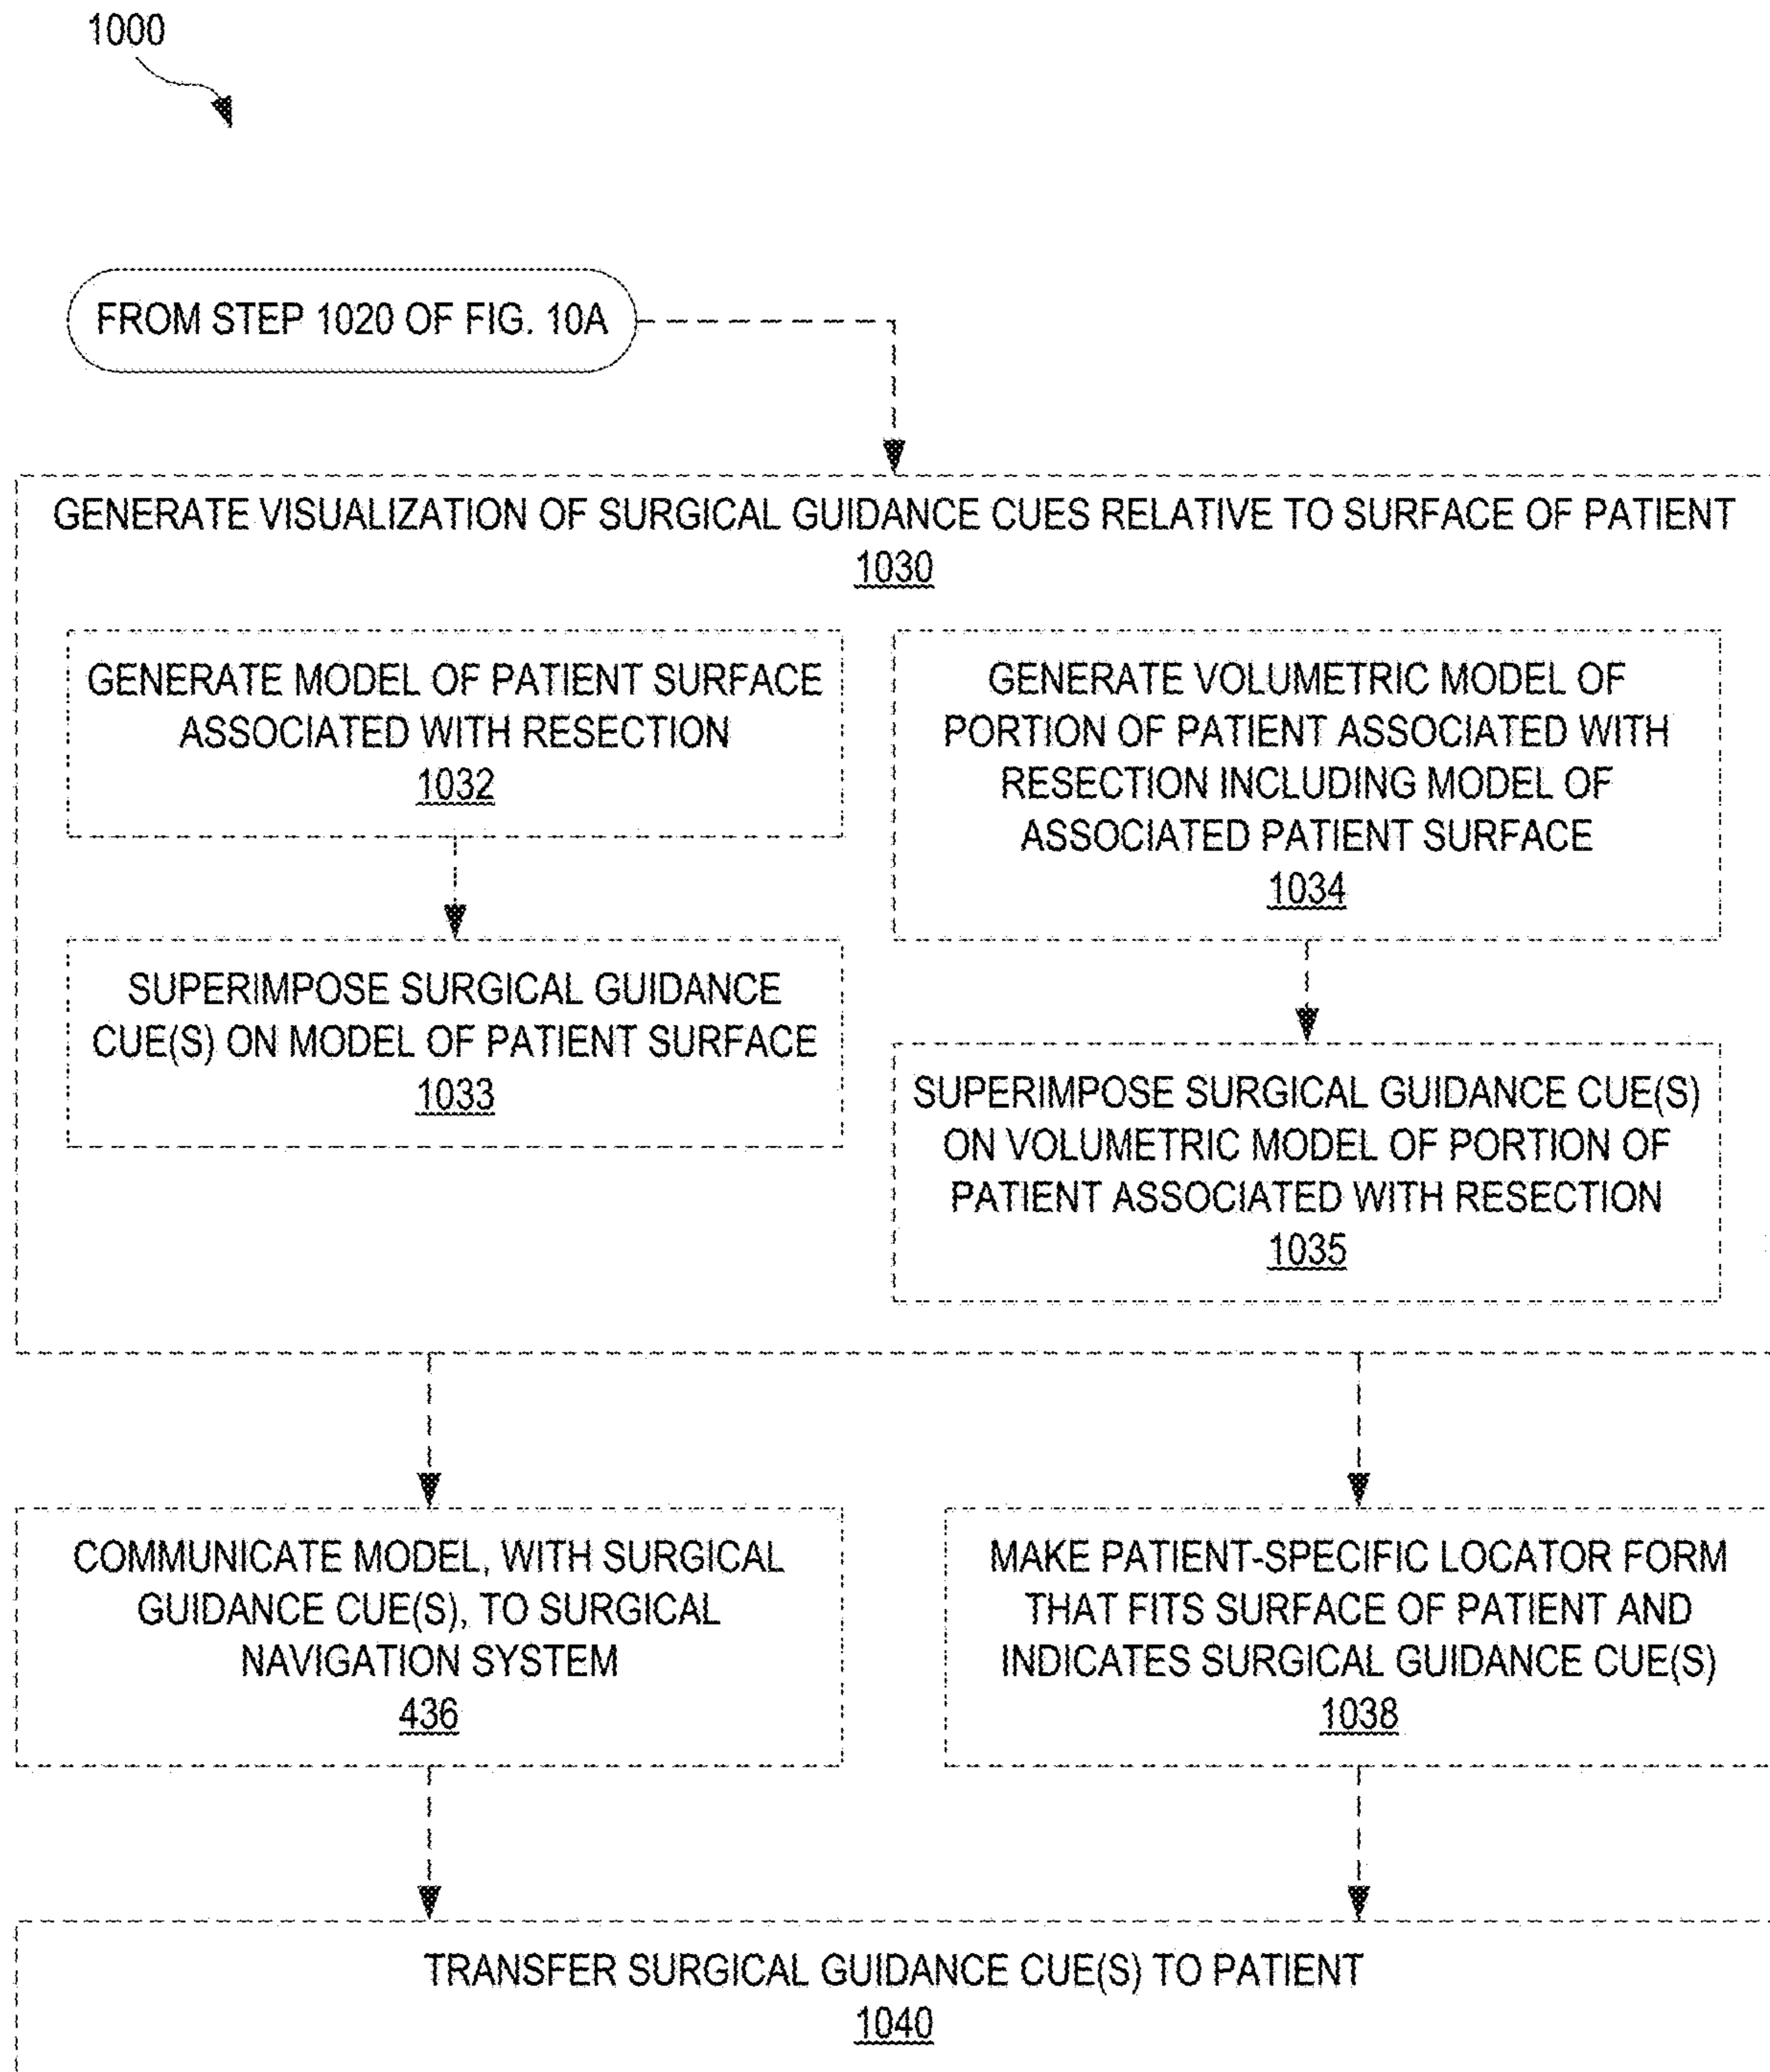 1000
FROM STEP 1020 OF FIG. 10A
GENERATE VISUALIZATION OF SURGICAL GUIDANCE CUES RELATIVE TO SURFACE OF PATIENT
1030
GENERATE MODEL OF PATIENT SURFACE
ASSOCIATED WITH RESECTION
1032
SUPERIMPOSE SURGICAL GUIDANCE
CUE(S) ON MODEL OF PATIENT SURFACE
1033
GENERATE VOLUMETRIC MODEL OF
PORTION OF PATIENT ASSOCIATED WITH
RESECTION INCLUDING MODEL OF
ASSOCIATED PATIENT SURFACE
1034
SUPERIMPOSE SURGICAL GUIDANCE CUE(S)
ON VOLUMETRIC MODEL OF PORTION OF
PATIENT ASSOCIATED WITH RESECTION
1035
COMMUNICATE MODEL, WITH SURGICAL
GUIDANCE CUE(S), TO SURGICAL
NAVIGATION SYSTEM
436
MAKE PATIENT-SPECIFIC LOCATOR FORM
THAT FITS SURFACE OF PATIENT AND
INDICATES SURGICAL GUIDANCE CUE(S)
1038
TRANSFER SURGICAL GUIDANCE CUE(S) TO PATIENT
1040